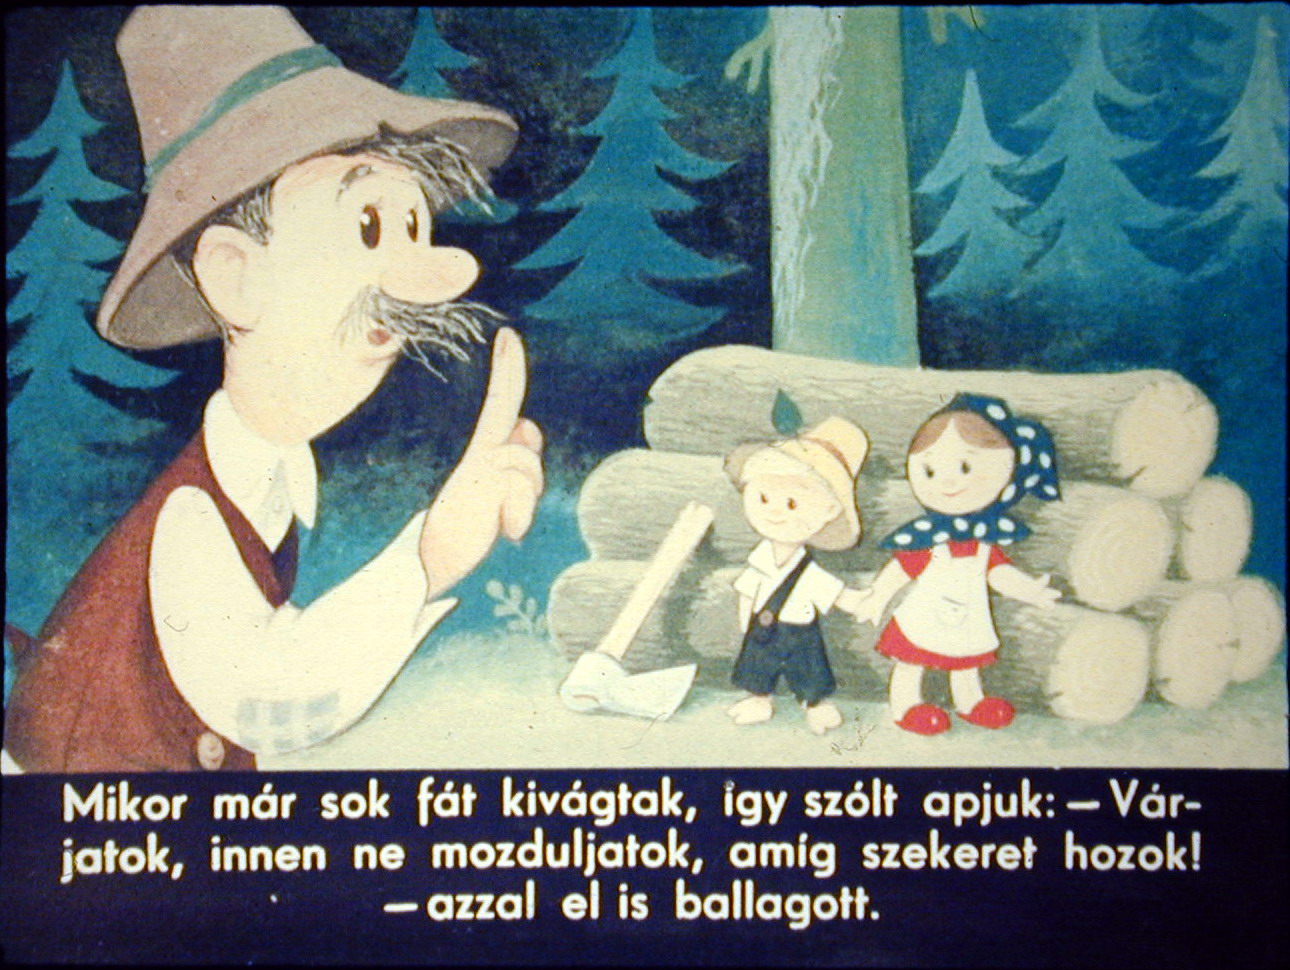 Mikor már sok fát kivágtak, így szólt apjuk: – Vár-
jatok, innen ne mozduljatok, amíg szekeret hozok!
– azzal el is ballagott.